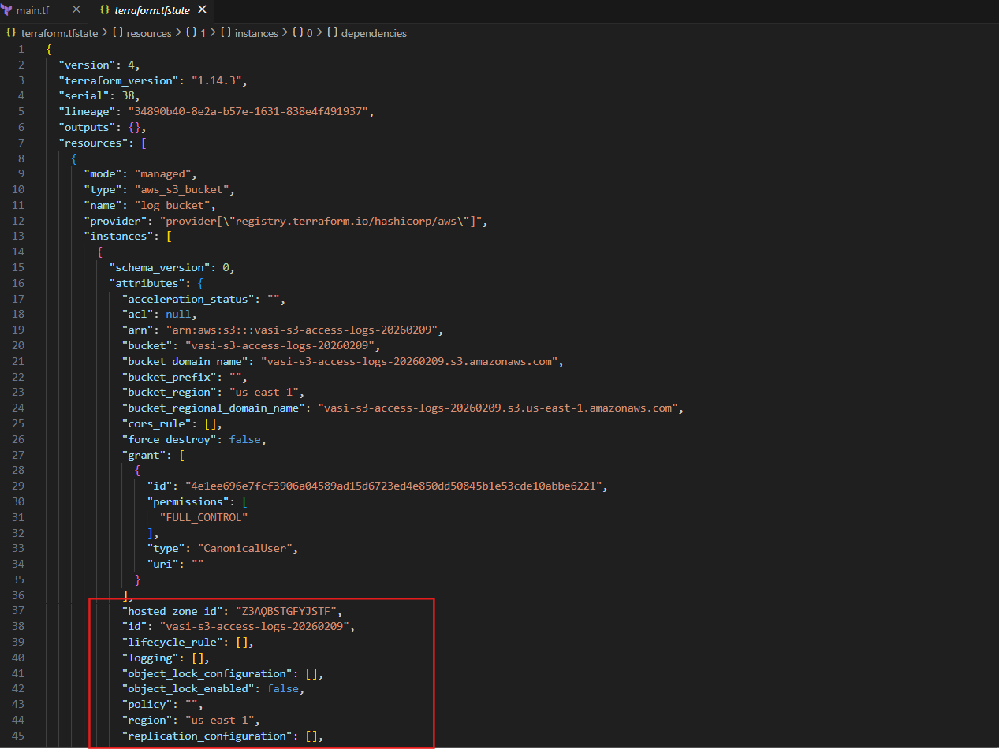 main.tf
terraform.tfstate
terraform.tfstate > [ ] resources > { } 1 > [ ] instances > { } 0 > [ ] dependencies
1 {
2 "version": 4,
3 "terraform_version": "1.14.3",
4 "serial": 38,
5 "lineage": "34890b40-8e2a-b57e-1631-838e4f491937",
6 "outputs": {},
7 "resources": [
8 {
9 "mode": "managed",
10 "type": "aws_s3_bucket",
11 "name": "log_bucket",
12 "provider": "provider[\"registry.terraform.io/hashicorp/aws\"]",
13 "instances": [
14 {
15 "schema_version": 0,
16 "attributes": {
17 "acceleration_status": "",
18 "acl": null,
19 "arn": "arn:aws:s3:::vasi-s3-access-logs-20260209",
20 "bucket": "vasi-s3-access-logs-20260209",
21 "bucket_domain_name": "vasi-s3-access-logs-20260209.s3.amazonaws.com",
22 "bucket_prefix": "",
23 "bucket_region": "us-east-1",
24 "bucket_regional_domain_name": "vasi-s3-access-logs-20260209.s3.us-east-1.amazonaws.com",
25 "cors_rule": [],
26 "force_destroy": false,
27 "grant": [
28 {
29 "id": "4e1ee696e7fcf3906a04589ad15d6723ed4e850dd50845b1e53cde10abbe6221",
30 "permissions": [
31 "FULL_CONTROL"
32 ],
33 "type": "CanonicalUser",
34 "uri": ""
35 }
36 ],
37 "hosted_zone_id": "Z3AQBSTGFYJSTF",
38 "id": "vasi-s3-access-logs-20260209",
39 "lifecycle_rule": [],
40 "logging": [],
41 "object_lock_configuration": [],
42 "object_lock_enabled": false,
43 "policy": "",
44 "region": "us-east-1",
45 "replication_configuration": [],